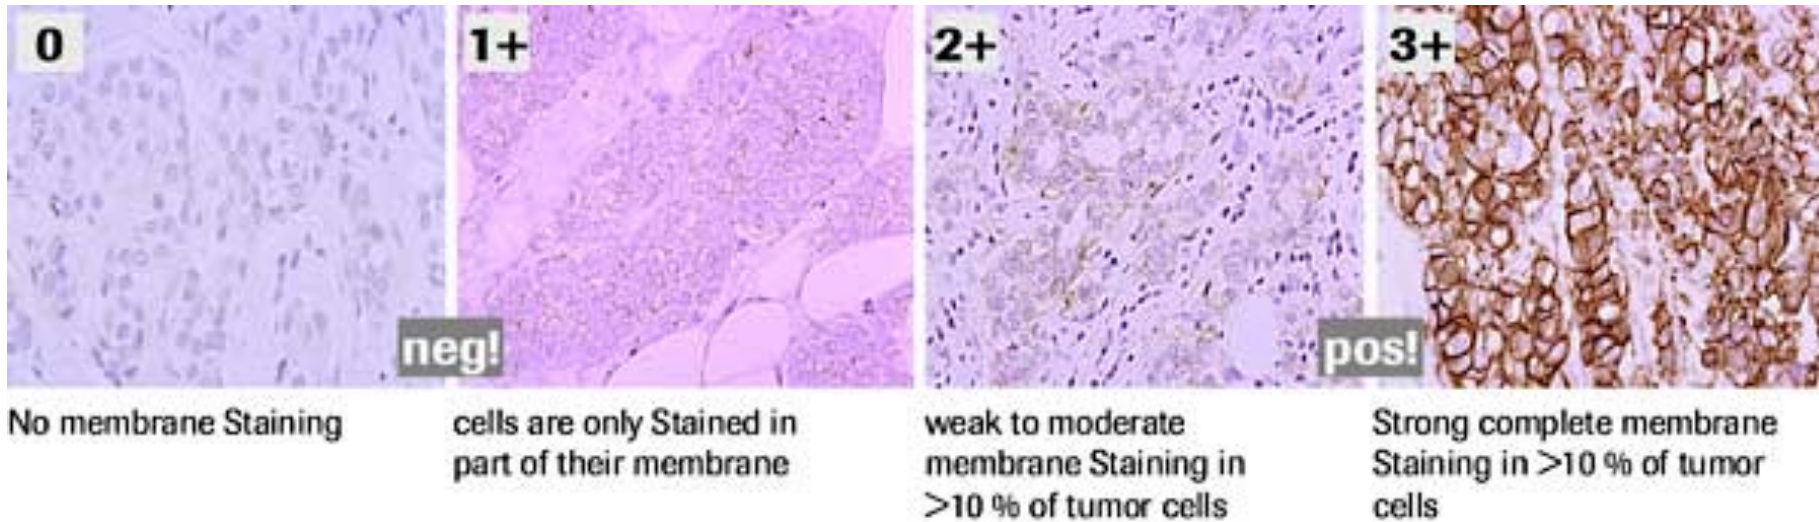 0
1+
2+
3+
neg!
pos!
No membrane Staining
cells are only Stained in
part of their membrane
weak to moderate
membrane Staining in
>10 % of tumor cells
Strong complete membrane
Staining in >10 % of tumor
cells